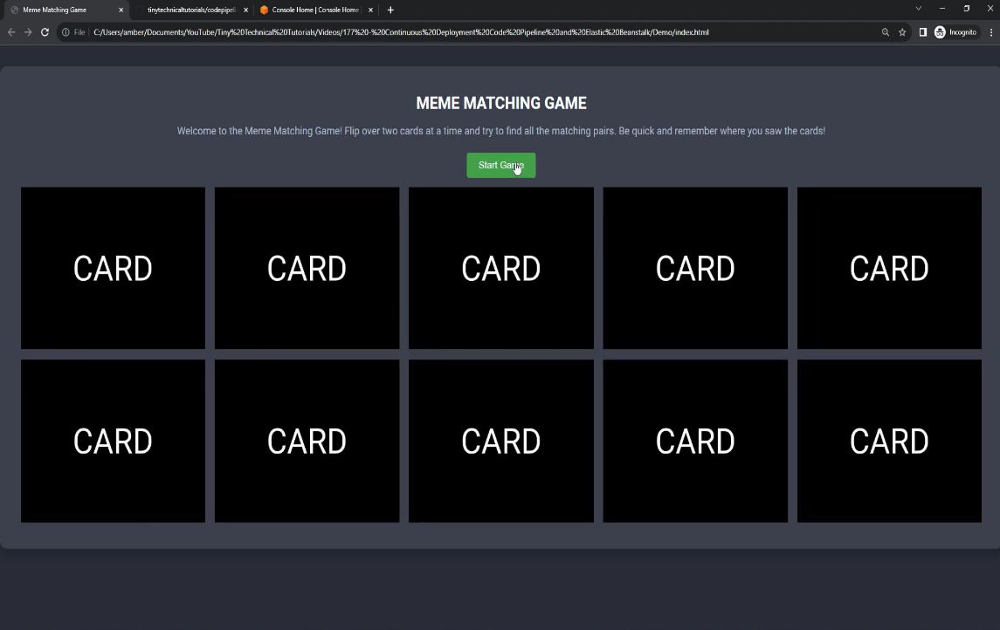 Meme Matching Game
tinytechnicaltutorials/codepipeli
Console Home | Console Home
File
C:/Users/amber/Documents/YouTube/Tiny%20Technical%20Tutorials/Videos/177%20-%20Continuous%20Deployment%20Code%20Pipeline%20and%20Elastic%20Beanstalk/Demo/index.html
Incognito
MEME MATCHING GAME
Welcome to the Meme Matching Game! Flip over two cards at a time and try to find all the matching pairs. Be quick and remember where you saw the cards!
Start Game
CARD CARD CARD CARD CARD
CARD CARD CARD CARD CARD